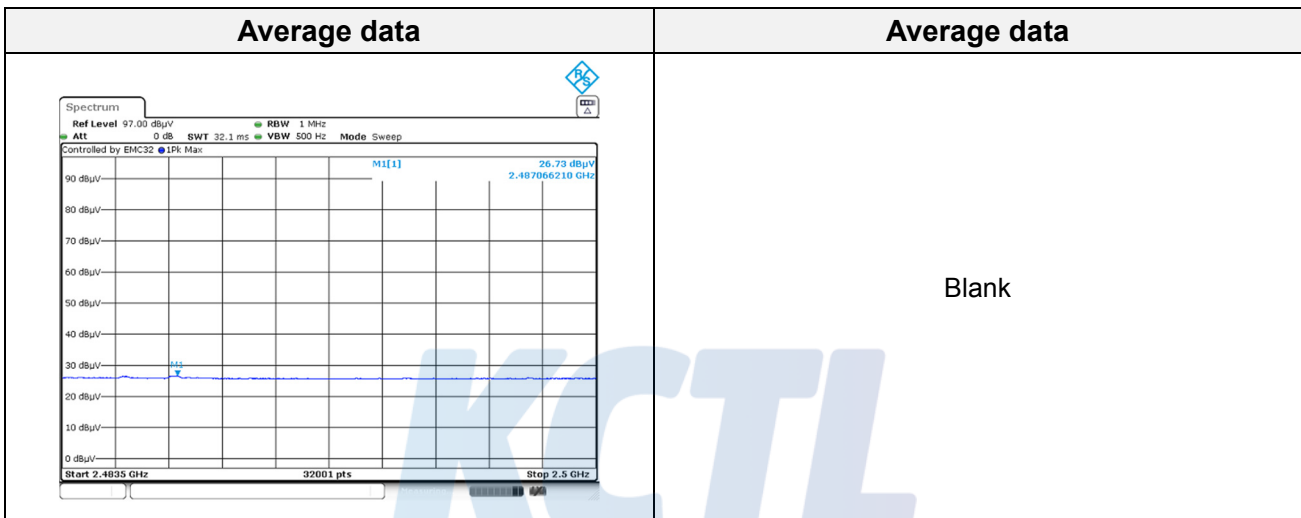 Average data
Average data
R&S
Spectrum
Ref Level 97.00 dBµV RBW 1 MHz
Att 0 dB SWT 32.1 ms VBW 500 Hz Mode Sweep
Controlled by EMC32 1Pk Max
M1[1] 26.73 dBµV
2.487066210 GHz
90 dBµV
80 dBµV
70 dBµV
60 dBµV
50 dBµV
40 dBµV
30 dBµV
M1
20 dBµV
10 dBµV
0 dBµV
Start 2.4835 GHz 32001 pts Stop 2.5 GHz
Blank
KCTL